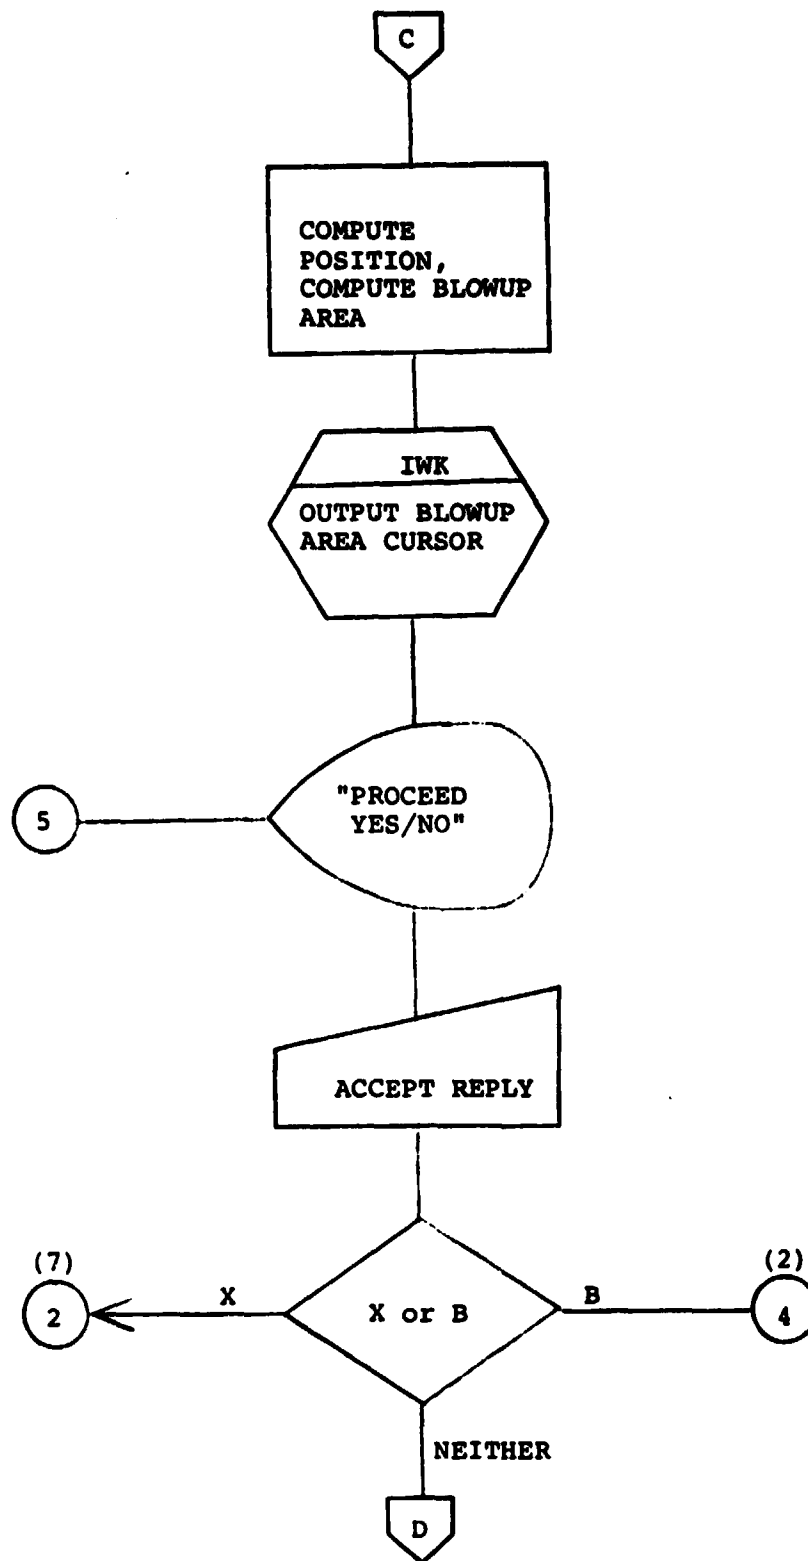 C
COMPUTE
POSITION,
COMPUTE BLOWUP
AREA
IWK
OUTPUT BLOWUP
AREA CURSOR
"PROCEED
YES/NO"
5
ACCEPT REPLY
(7)
2
X
X or B
B
(2)
4
NEITHER
D